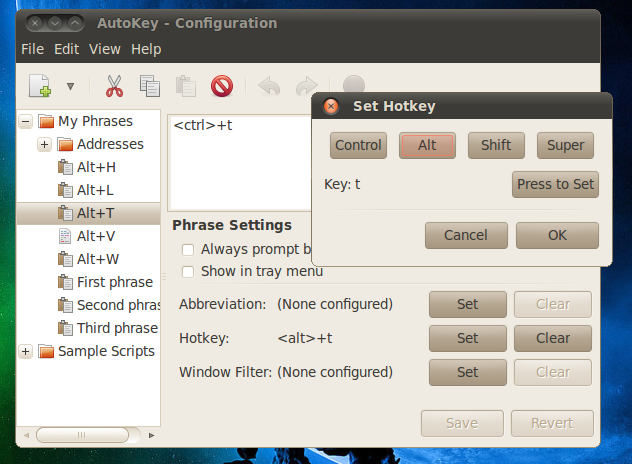 AutoKey - Configuration
File Edit View Help
Set Hotkey
Control Alt Shift Super
Key: t Press to Set
Cancel OK
My Phrases
Addresses
Alt+H
Alt+L
Alt+T
Alt+V
Alt+W
First phrase
Second phras
Third phrase
Sample Scripts
<ctrl>+t
Phrase Settings
Always prompt b
Show in tray menu
Abbreviation: (None configured) Set Clear
Hotkey: <alt>+t Set Clear
Window Filter: (None configured) Set Clear
Save Revert